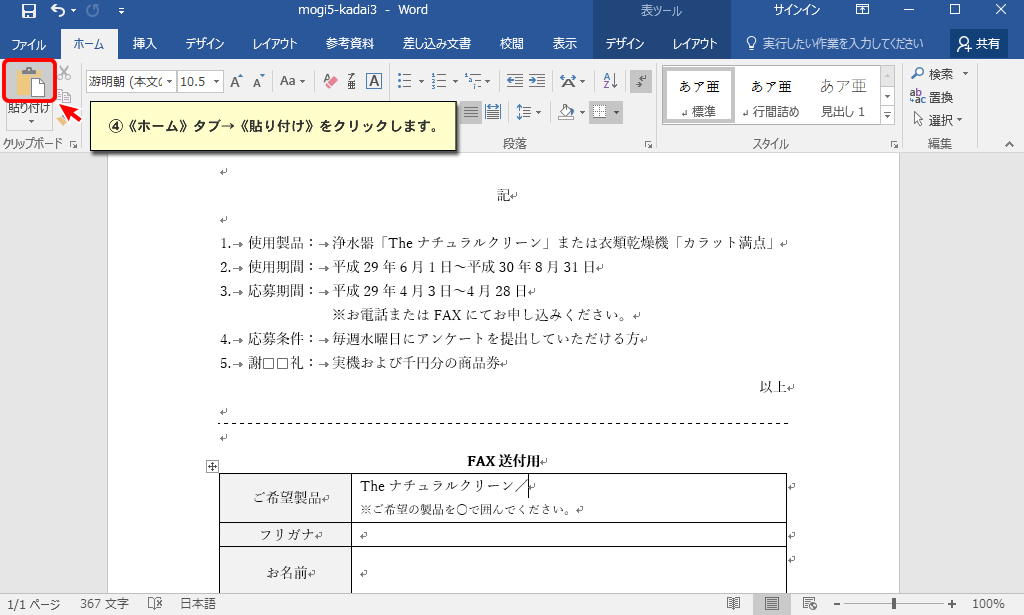 mogi5-kadai3 - Word
表ツール
サインイン
ファイル ホーム 挿入 デザイン レイアウト 参考資料 差し込み文書 校閲 表示 デザイン レイアウト 実行したい作業を入力してください 共有
游明朝 (本文の 10.5 Aa
あア亜 あア亜 あア亜
検索
置換
選択
貼り付け
↲標準 ↲行間詰め 見出し 1
クリップボード 段落 スタイル 編集
④《ホーム》タブ→《貼り付け》をクリックします。
記
1.→ 使用製品：→浄水器「The ナチュラルクリーン」または衣類乾燥機「カラット満点」
2.→ 使用期間：→平成 29 年 6 月 1 日～平成 30 年 8 月 31 日
3.→ 応募期間：→平成 29 年 4 月 3 日～4 月 28 日
※お電話または FAX にてお申し込みください。
4.→ 応募条件：→毎週水曜日にアンケートを提出していただける方
5.→ 謝□□礼：→実機および千円分の商品券
以上
FAX 送付用
ご希望製品
The ナチュラルクリーン／
※ご希望の製品を○で囲んでください。
フリガナ
お名前
1/1 ページ 367 文字 日本語 100%